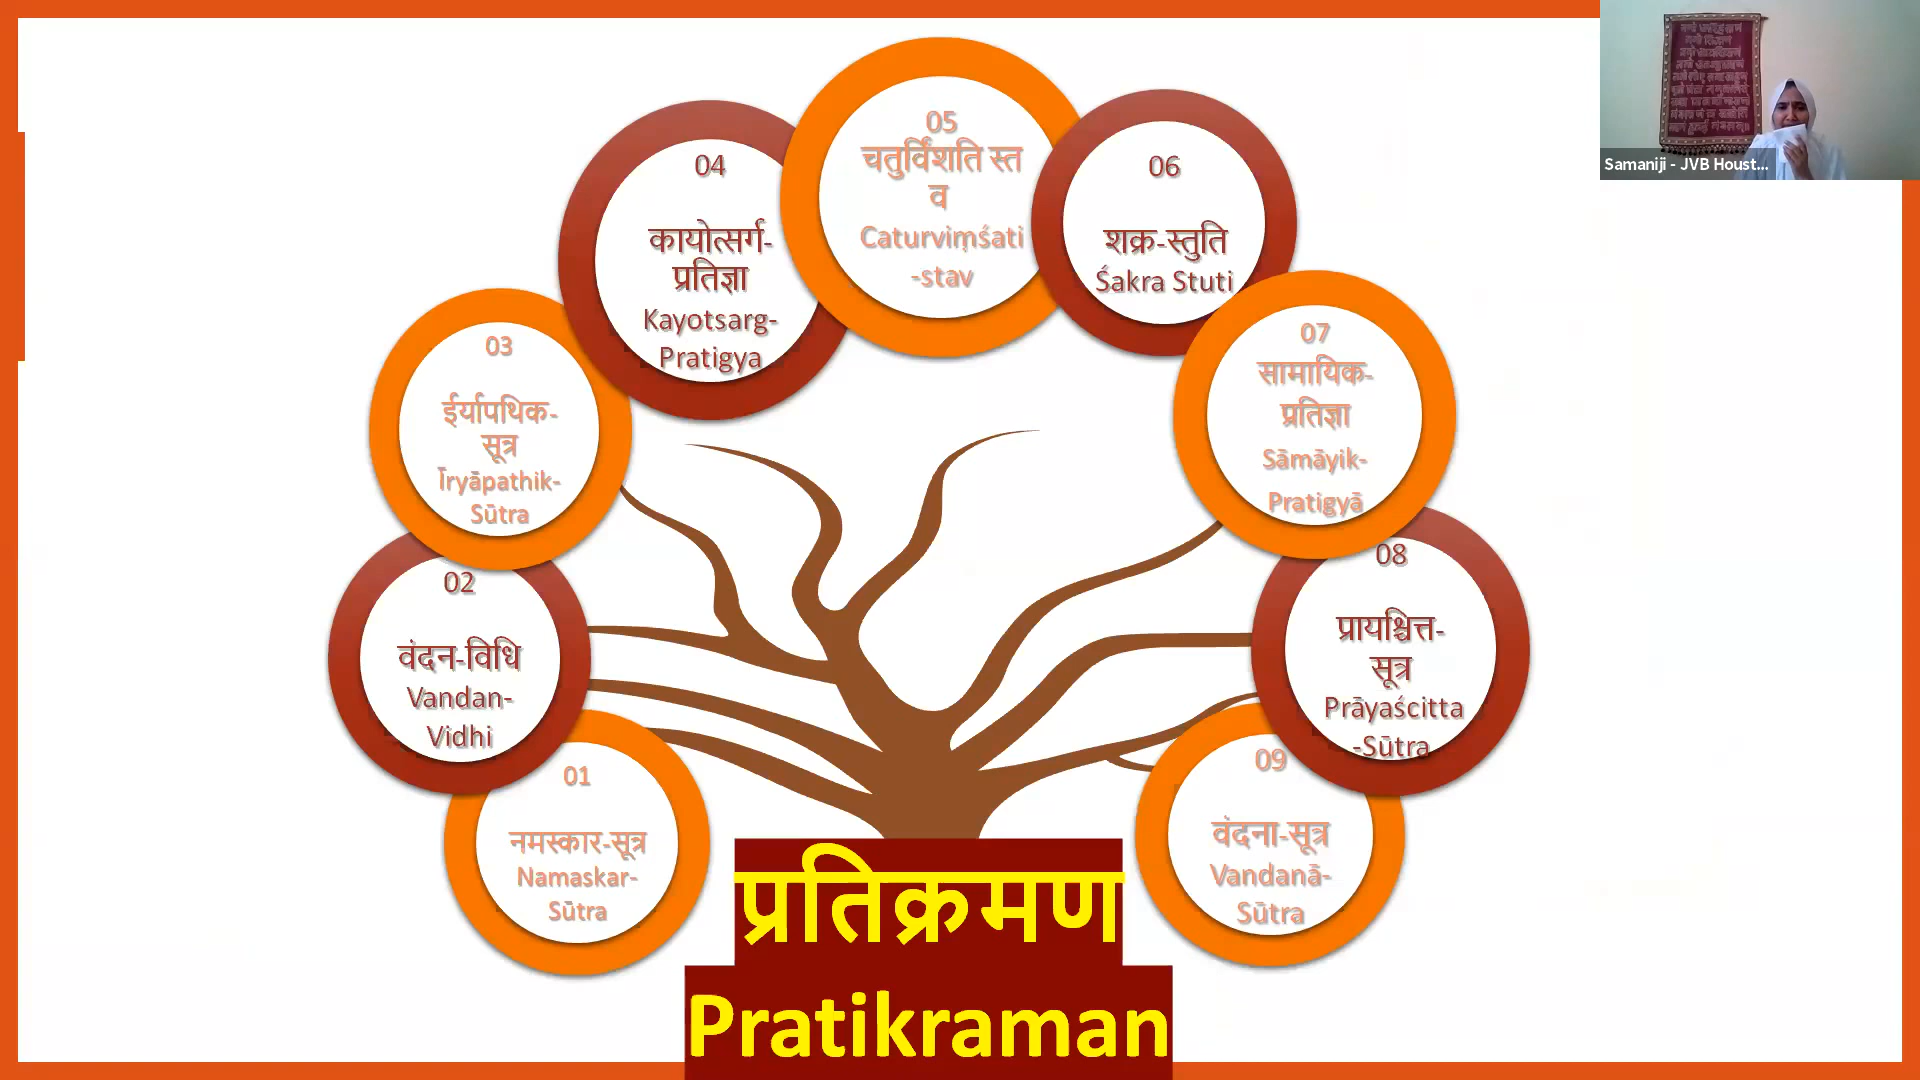 01
नमस्कार-सूत्र
Namaskar-
Sūtra
02
वंदन-विधि
Vandan-
Vidhi
03
ईर्यापथिक-
सूत्र
Īryāpathik-
Sūtra
04
कायोत्सर्ग-
प्रतिज्ञा
Kayotsarg-
Pratigya
05
चतुर्विंशति स्त
व
Caturviṃśati
-stav
06
शक्र-स्तुति
Śakra Stuti
07
सामायिक-
प्रतिज्ञा
Sāmāyik-
Pratigyā
08
प्रायश्चित्त-
सूत्र
Prāyaścitta
-Sūtra
09
वंदना-सूत्र
Vandanā-
Sūtra
प्रतिक्रमण
Pratikraman
Samaniji - JVB Houst...